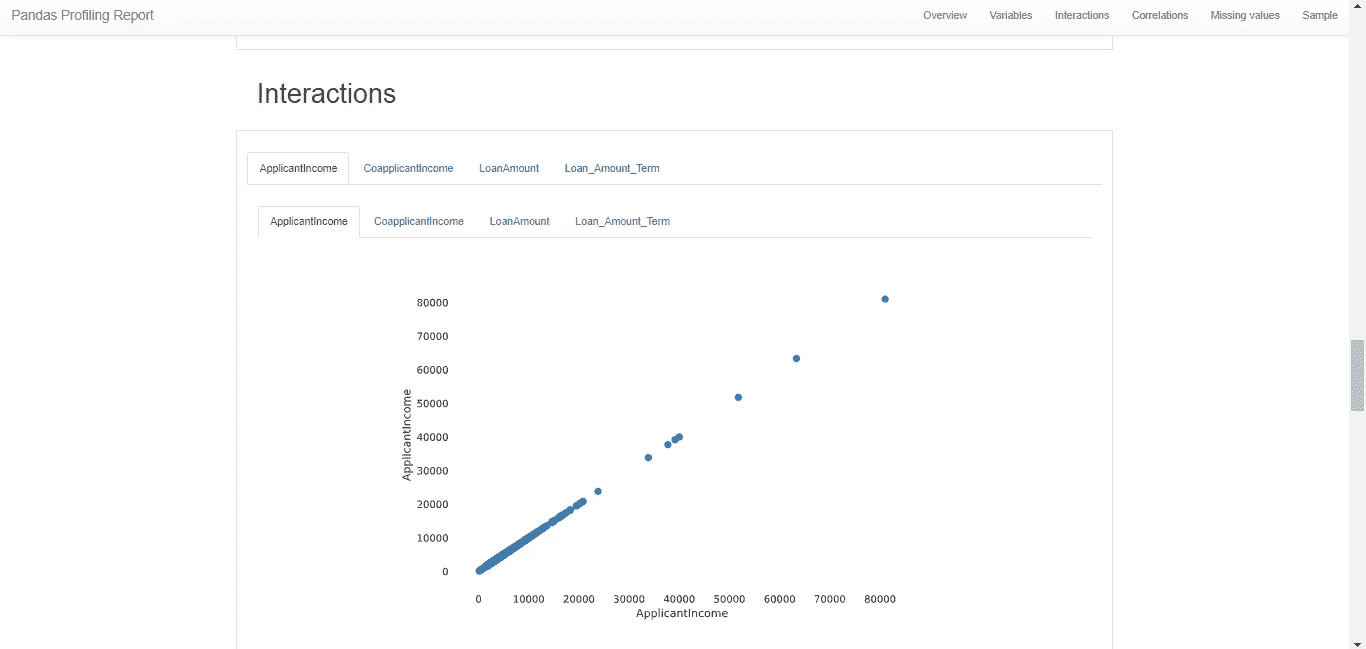 Pandas Profiling Report Overview Variables Interactions Correlations Missing values Sample
Interactions
ApplicantIncome CoapplicantIncome LoanAmount Loan_Amount_Term
ApplicantIncome CoapplicantIncome LoanAmount Loan_Amount_Term
80000
70000
60000
50000
40000
30000
20000
10000
0
ApplicantIncome
0 10000 20000 30000 40000 50000 60000 70000 80000
ApplicantIncome